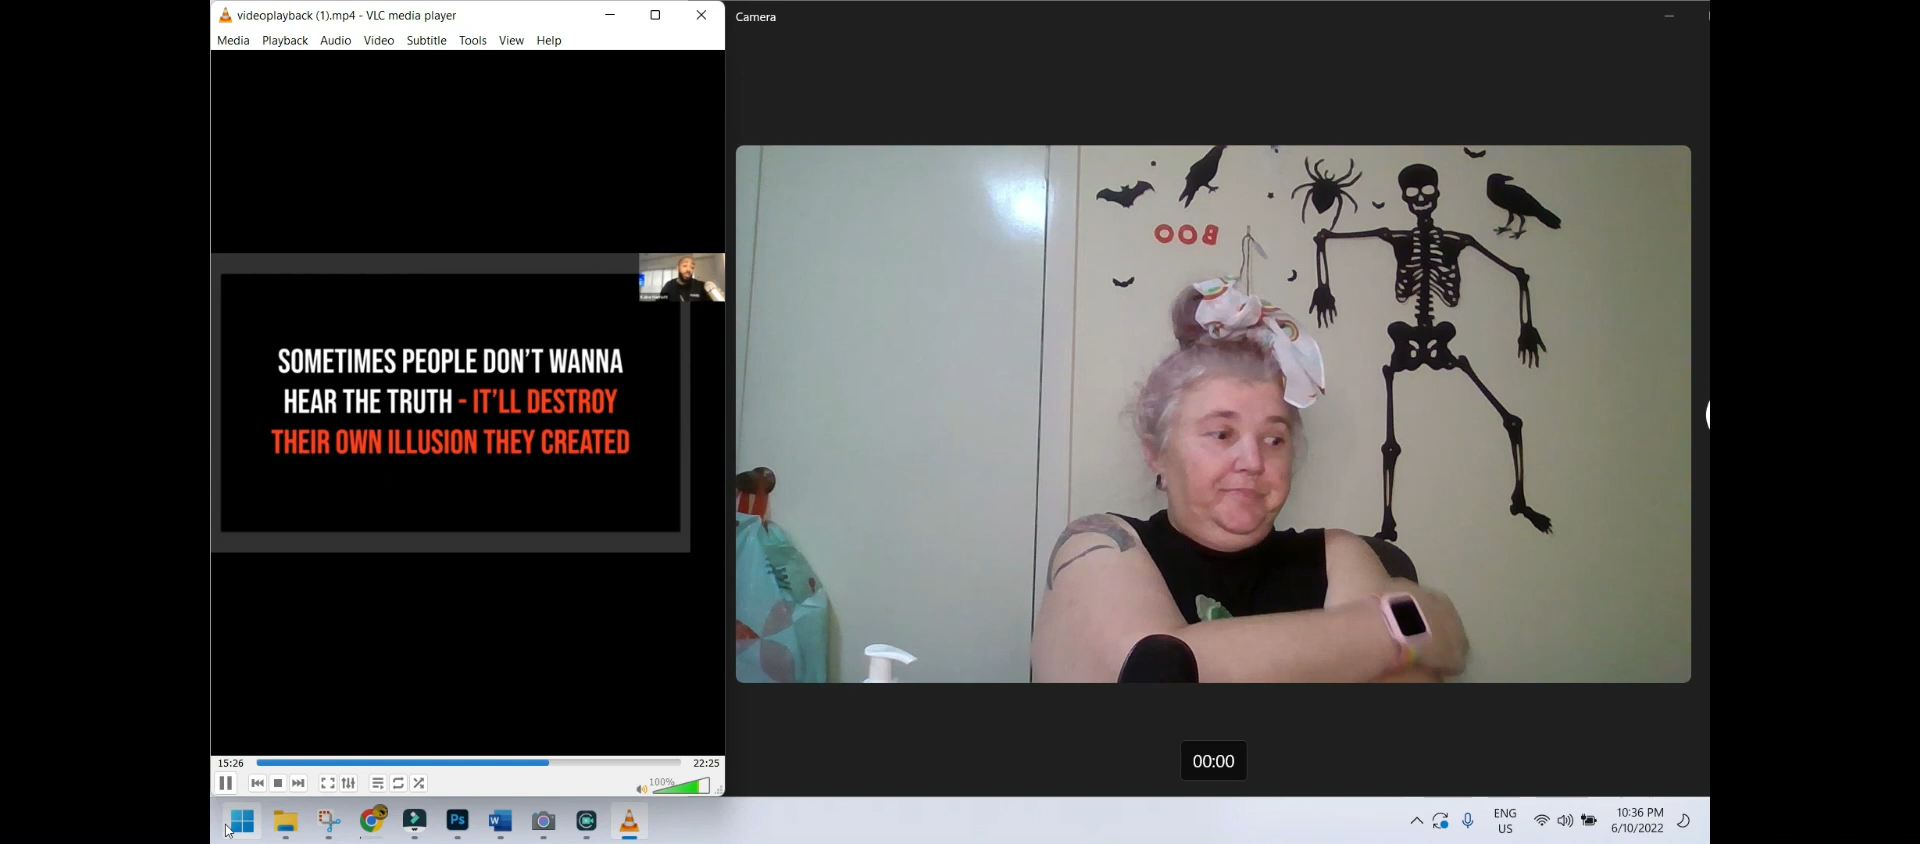 videoplayback (1).mp4 - VLC media player
Media Playback Audio Video Subtitle Tools View Help
Camera
BOO
SOMETIMES PEOPLE DON'T WANNA
HEAR THE TRUTH - IT'LL DESTROY
THEIR OWN ILLUSION THEY CREATED
15:26
22:25
100%
00:00
Ps
W
ENG
US
10:36 PM
6/10/2022